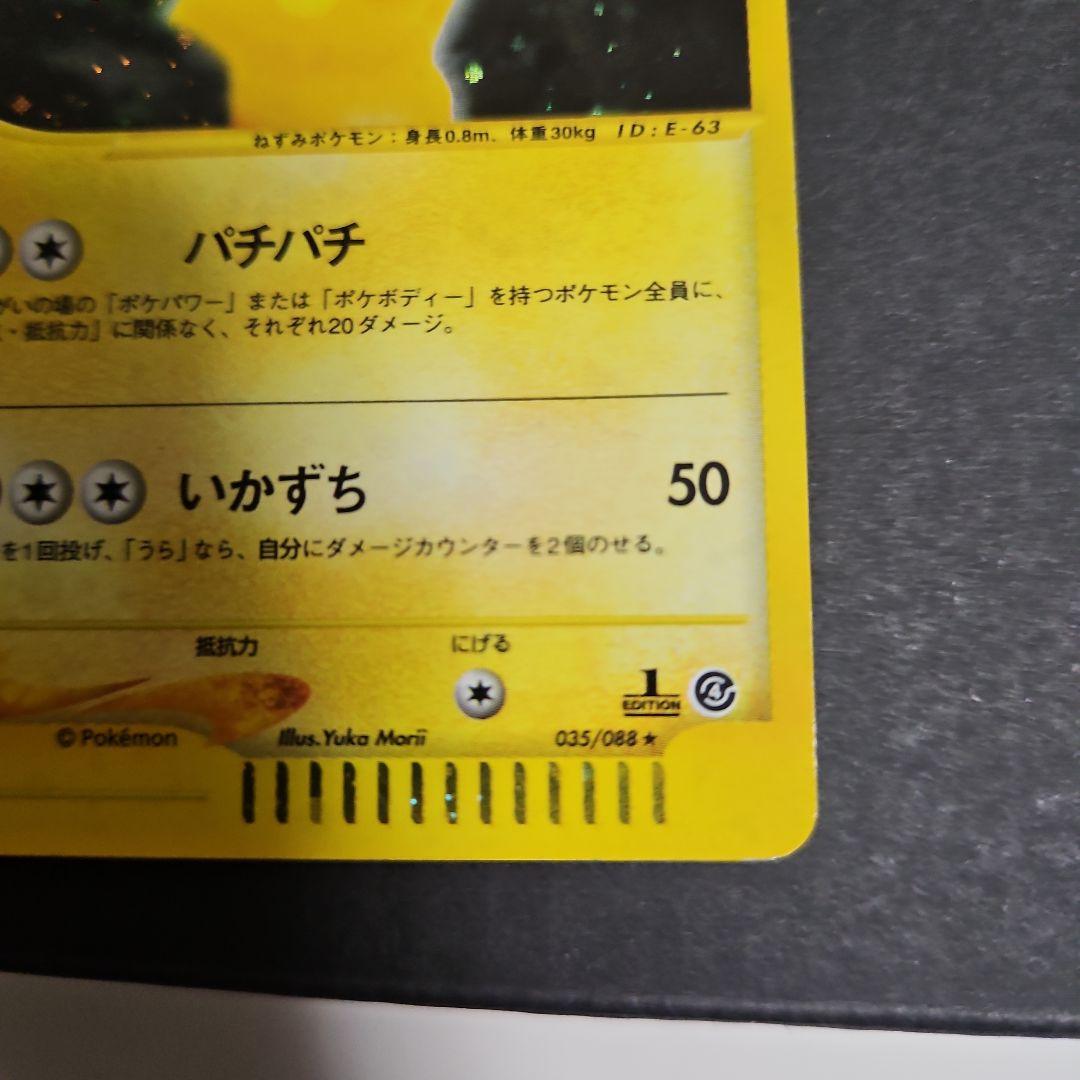 ねずみポケモン：身長0.8m、体重30kg ID:E-63
パチパチ
がいの場の「ポケパワー」または「ポケボディー」を持つポケモン全員に、
・抵抗力」に関係なく、それぞれ20ダメージ。
いかずち 50
を1回投げ、「うら」なら、自分にダメージカウンターを2個のせる。
抵抗力 にげる
1
EDITION
© Pokémon Illus. Yuka Morii 035/088 ★